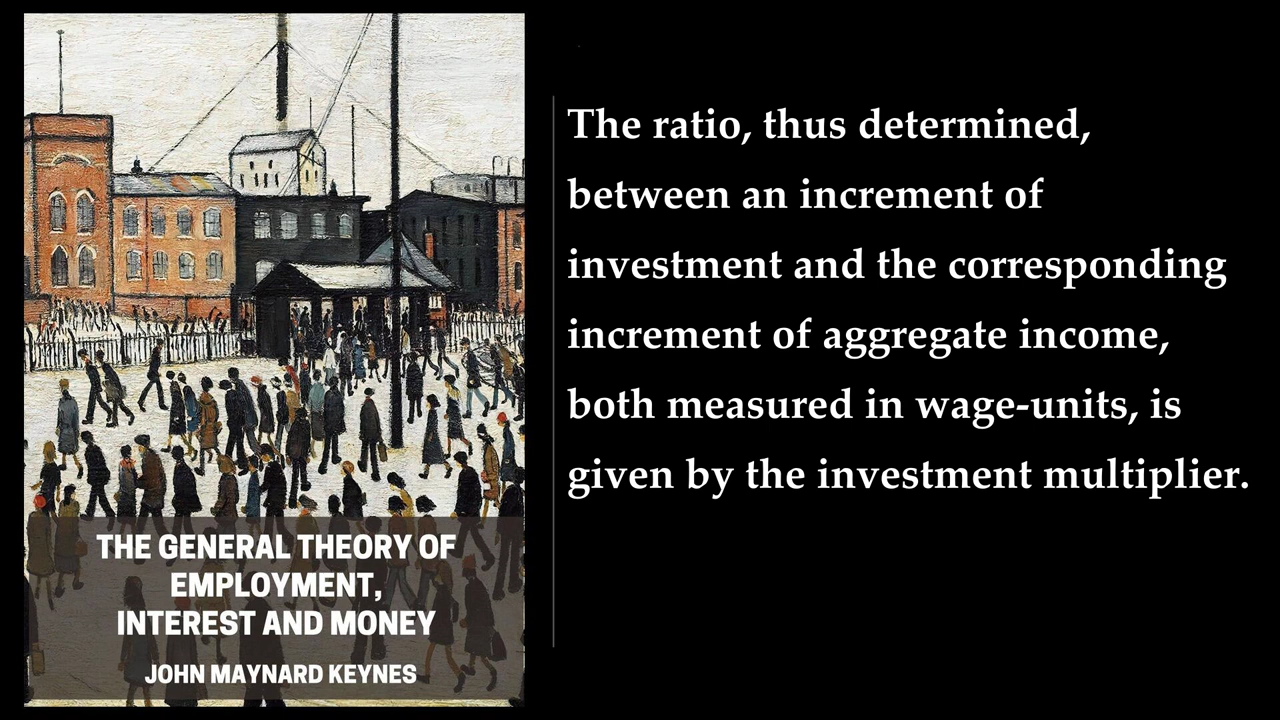 THE GENERAL THEORY OF
EMPLOYMENT,
INTEREST AND MONEY
JOHN MAYNARD KEYNES
The ratio, thus determined,
between an increment of
investment and the corresponding
increment of aggregate income,
both measured in wage-units, is
given by the investment multiplier.